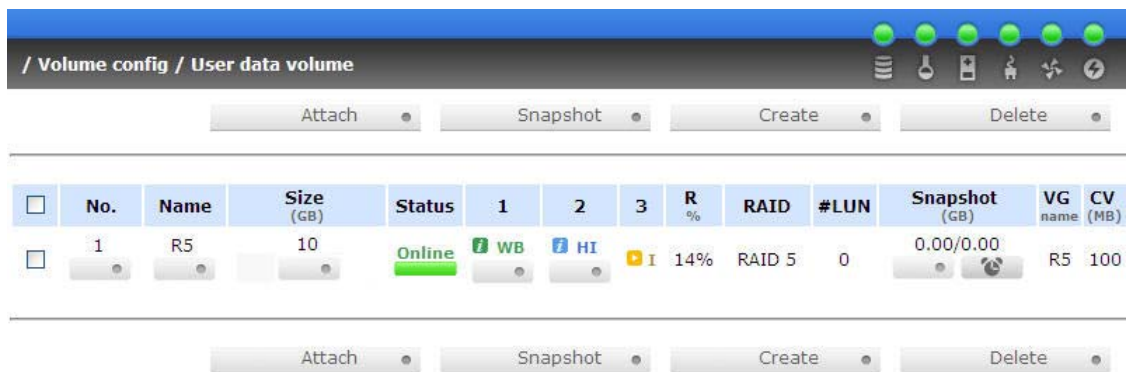 / Volume config / User data volume
Attach Snapshot Create Delete
No. Name Size (GB) Status 1 2 3 R % RAID #LUN Snapshot (GB) VG name CV (MB)
1 R5 10 Online i WB i HI I 14% RAID 5 0 0.00/0.00 R5 100
Attach Snapshot Create Delete